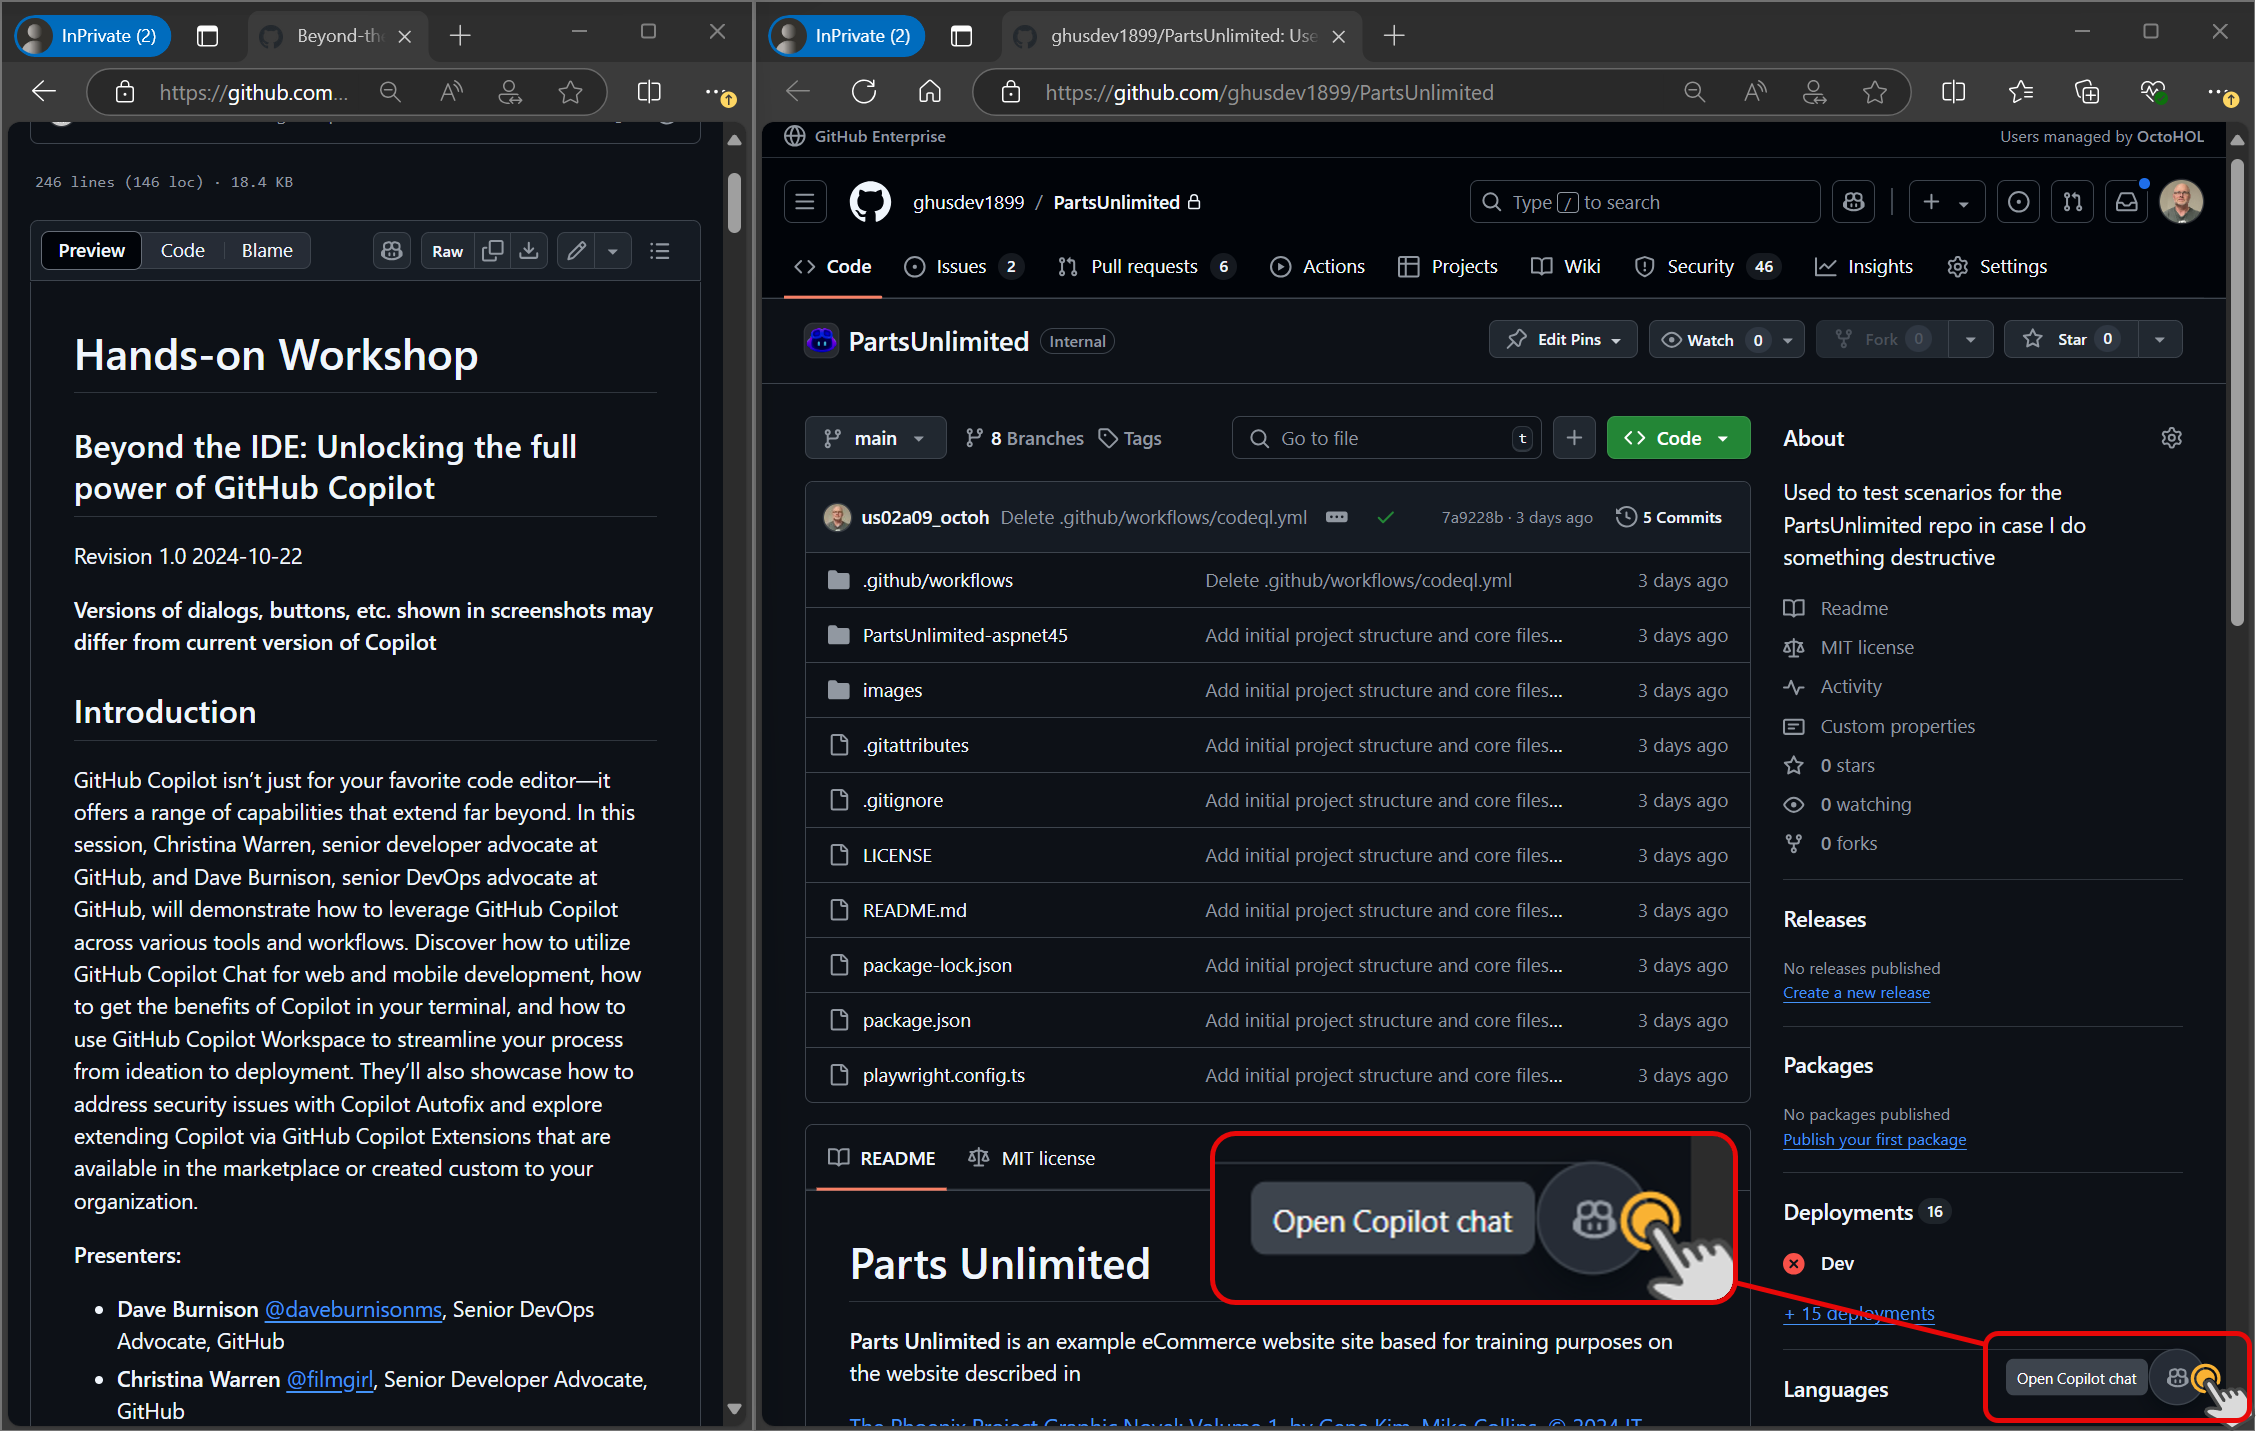 InPrivate (2)
Beyond-th
https://github.com...
246 lines (146 loc) · 18.4 KB
Preview
Code
Blame
Raw
Hands-on Workshop
Beyond the IDE: Unlocking the full
power of GitHub Copilot
Revision 1.0 2024-10-22
Versions of dialogs, buttons, etc. shown in screenshots may
differ from current version of Copilot
Introduction
GitHub Copilot isn't just for your favorite code editor—it
offers a range of capabilities that extend far beyond. In this
session, Christina Warren, senior developer advocate at
GitHub, and Dave Burnison, senior DevOps advocate at
GitHub, will demonstrate how to leverage GitHub Copilot
across various tools and workflows. Discover how to utilize
GitHub Copilot Chat for web and mobile development, how
to get the benefits of Copilot in your terminal, and how to
use GitHub Copilot Workspace to streamline your process
from ideation to deployment. They'll also showcase how to
address security issues with Copilot Autofix and explore
extending Copilot via GitHub Copilot Extensions that are
available in the marketplace or created custom to your
organization.
Presenters:
• Dave Burnison @daveburnisonms, Senior DevOps
Advocate, GitHub
• Christina Warren @filmgirl, Senior Developer Advocate,
GitHub
InPrivate (2)
ghusdev1899/PartsUnlimited: Use
https://github.com/ghusdev1899/PartsUnlimited
GitHub Enterprise
Users managed by OctoHOL
ghusdev1899 / PartsUnlimited
Type / to search
Code
Issues 2
Pull requests 6
Actions
Projects
Wiki
Security 46
Insights
Settings
PartsUnlimited
Internal
Edit Pins
Watch 0
Fork 0
Star 0
main
8 Branches
Tags
Go to file
t
Code
us02a09_octoh Delete .github/workflows/codeql.yml
7a9228b · 3 days ago
5 Commits
.github/workflows Delete .github/workflows/codeql.yml 3 days ago
PartsUnlimited-aspnet45 Add initial project structure and core files... 3 days ago
images Add initial project structure and core files... 3 days ago
.gitattributes Add initial project structure and core files... 3 days ago
.gitignore Add initial project structure and core files... 3 days ago
LICENSE Add initial project structure and core files... 3 days ago
README.md Add initial project structure and core files... 3 days ago
package-lock.json Add initial project structure and core files... 3 days ago
package.json Add initial project structure and core files... 3 days ago
playwright.config.ts Add initial project structure and core files... 3 days ago
README
MIT license
Open Copilot chat
Parts Unlimited
Parts Unlimited is an example eCommerce website site based for training purposes on
the website described in
The Phoenix Project Graphic Novel: Volume 1, by Gene Kim, Mike Collins, © 2024 IT
About
Used to test scenarios for the
PartsUnlimited repo in case I do
something destructive
Readme
MIT license
Activity
Custom properties
0 stars
0 watching
0 forks
Releases
No releases published
Create a new release
Packages
No packages published
Publish your first package
Deployments 16
Dev
+ 15 deployments
Languages
Open Copilot chat